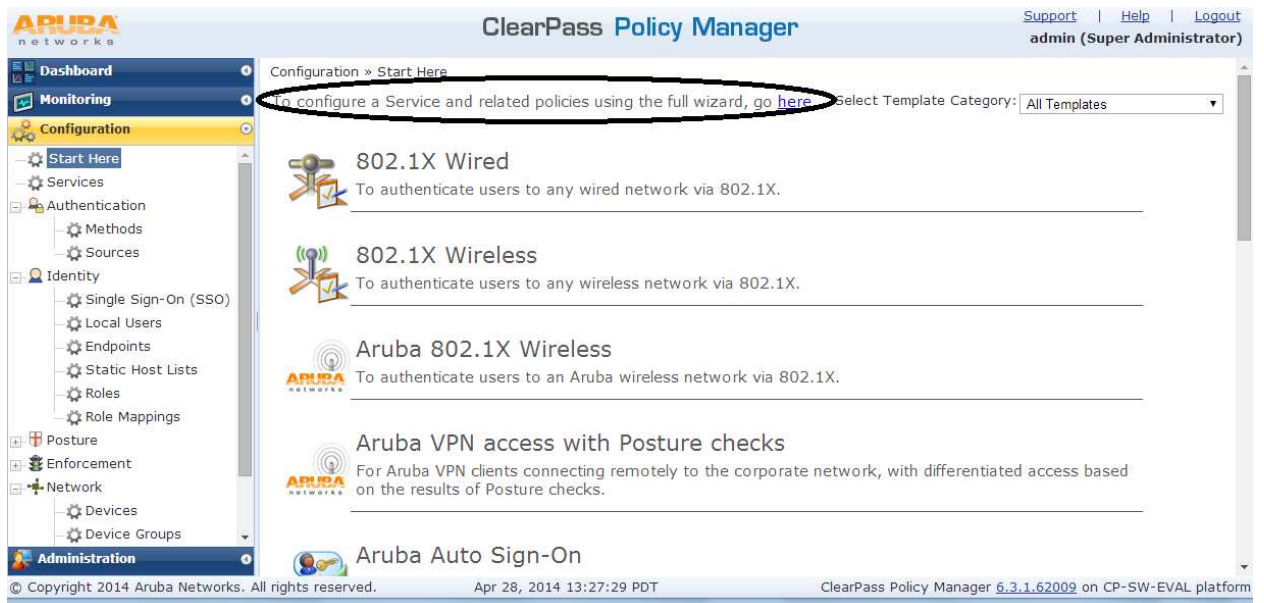 ARUBA
networks
ClearPass Policy Manager
Support | Help | Logout
admin (Super Administrator)
Dashboard
Monitoring
Configuration
Start Here
Services
Authentication
Methods
Sources
Identity
Single Sign-On (SSO)
Local Users
Endpoints
Static Host Lists
Roles
Role Mappings
Posture
Enforcement
Network
Devices
Device Groups
Administration
Configuration » Start Here
To configure a Service and related policies using the full wizard, go here
Select Template Category: All Templates
802.1X Wired
To authenticate users to any wired network via 802.1X.
802.1X Wireless
To authenticate users to any wireless network via 802.1X.
ARUBA
networks
Aruba 802.1X Wireless
To authenticate users to an Aruba wireless network via 802.1X.
ARUBA
networks
Aruba VPN access with Posture checks
For Aruba VPN clients connecting remotely to the corporate network, with differentiated access based
on the results of Posture checks.
Aruba Auto Sign-On
© Copyright 2014 Aruba Networks. All rights reserved.
Apr 28, 2014 13:27:29 PDT
ClearPass Policy Manager 6.3.1.62009 on CP-SW-EVAL platform